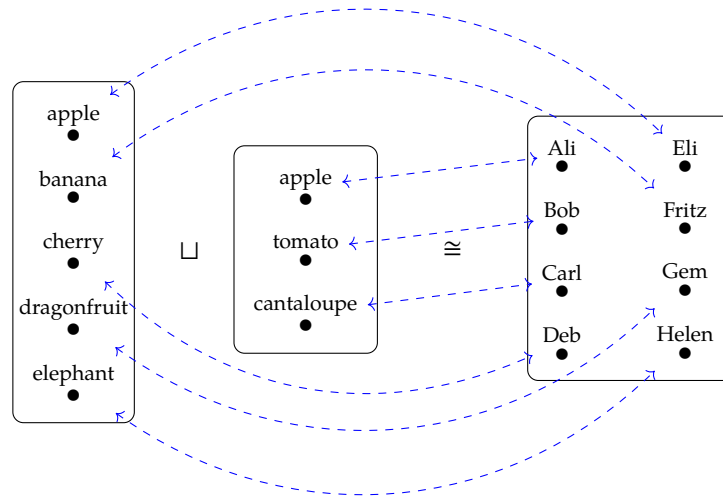 apple
banana
cherry
dragonfruit
elephant
⊔
apple
tomato
cantaloupe
≅
Ali
Eli
Bob
Fritz
Carl
Gem
Deb
Helen